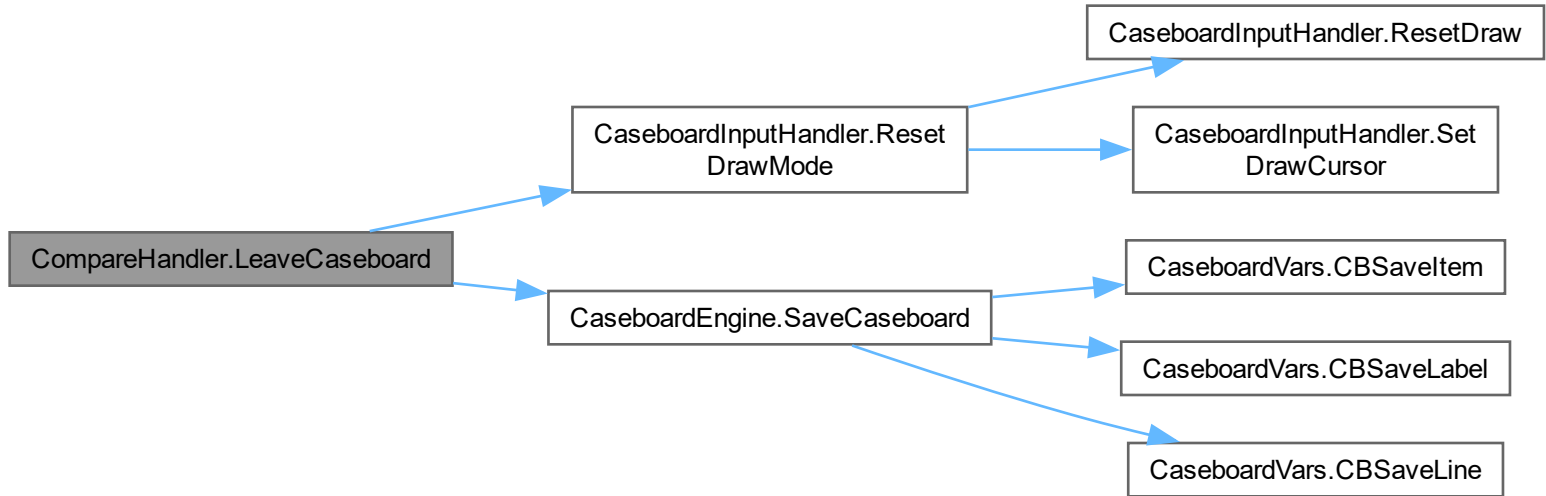 CaseboardInputHandler.ResetDraw
CaseboardInputHandler.Reset
DrawMode
CaseboardInputHandler.Set
DrawCursor
CompareHandler.LeaveCaseboard
CaseboardEngine.SaveCaseboard
CaseboardVars.CBSaveItem
CaseboardVars.CBSaveLabel
CaseboardVars.CBSaveLine